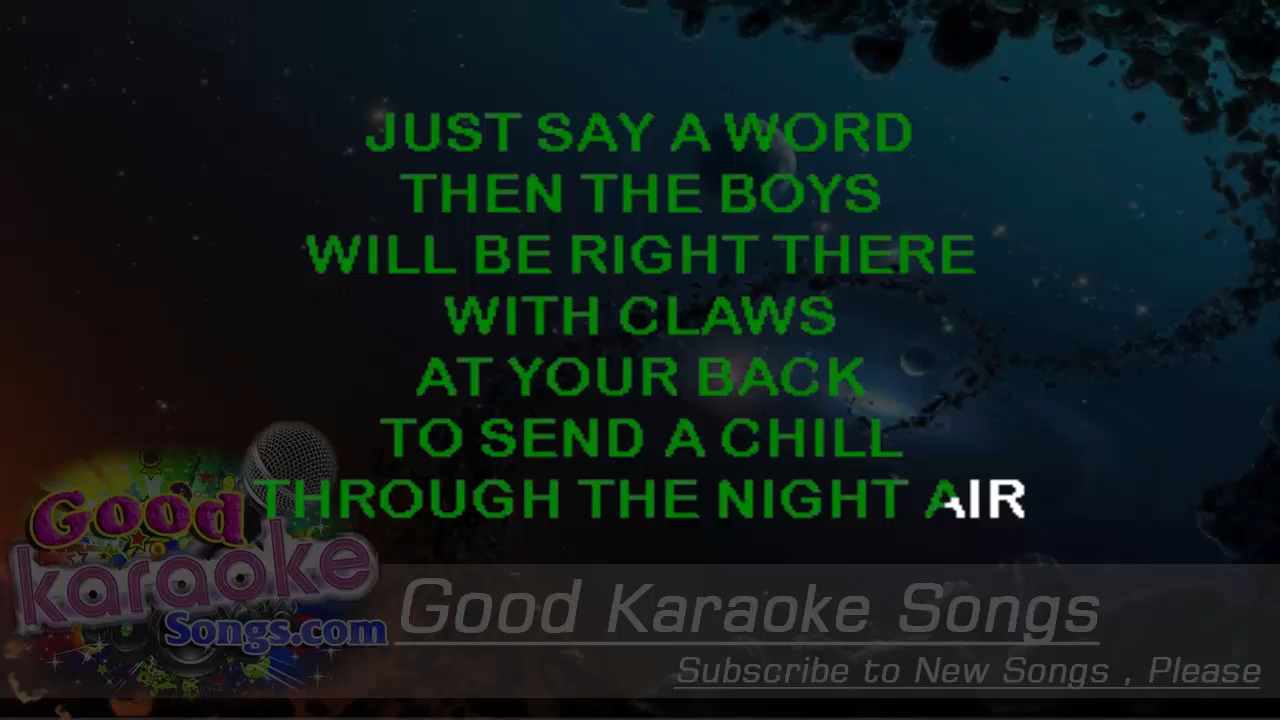 JUST SAY A WORD
THEN THE BOYS
WILL BE RIGHT THERE
WITH CLAWS
AT YOUR BACK
TO SEND A CHILL
THROUGH THE NIGHT AIR
Good
karaoke
Songs.com
Good Karaoke Songs
Subscribe to New Songs , Please